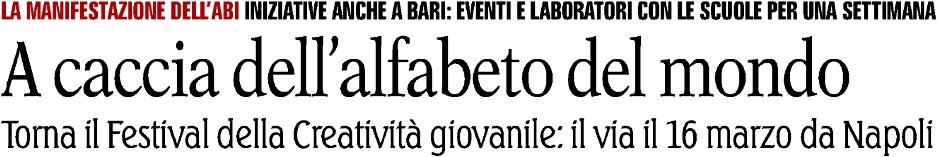 LA MANIFESTAZIONE DELL'ABI INIZIATIVE ANCHE A BARI: EVENTI E LABORATORI CON LE SCUOLE PER UNA SETTIMANA
A caccia dell'alfabeto del mondo
Torna il Festival della Creatività giovanile: il via il 16 marzo da Napoli